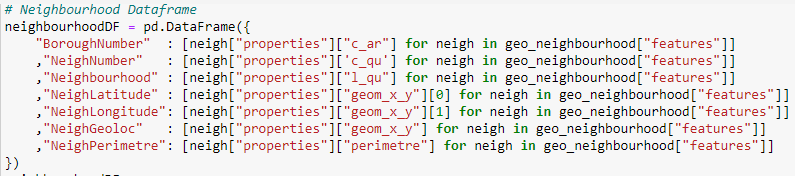 # Neighbourhood Dataframe
neighbourhoodDF = pd.DataFrame({
    "BoroughNumber"  : [neigh["properties"]["c_ar"] for neigh in geo_neighbourhood["features"]]
    ,"NeighNumber"   : [neigh["properties"]['c_qu'] for neigh in geo_neighbourhood["features"]]
    ,"Neighbourhood" : [neigh["properties"]["l_qu"] for neigh in geo_neighbourhood["features"]]
    ,"NeighLatitude" : [neigh["properties"]["geom_x_y"][0] for neigh in geo_neighbourhood["features"]]
    ,"NeighLongitude": [neigh["properties"]["geom_x_y"][1] for neigh in geo_neighbourhood["features"]]
    ,"NeighGeoloc"   : [neigh["properties"]["geom_x_y"] for neigh in geo_neighbourhood["features"]]
    ,"NeighPerimetre": [neigh["properties"]["perimetre"] for neigh in geo_neighbourhood["features"]]
})